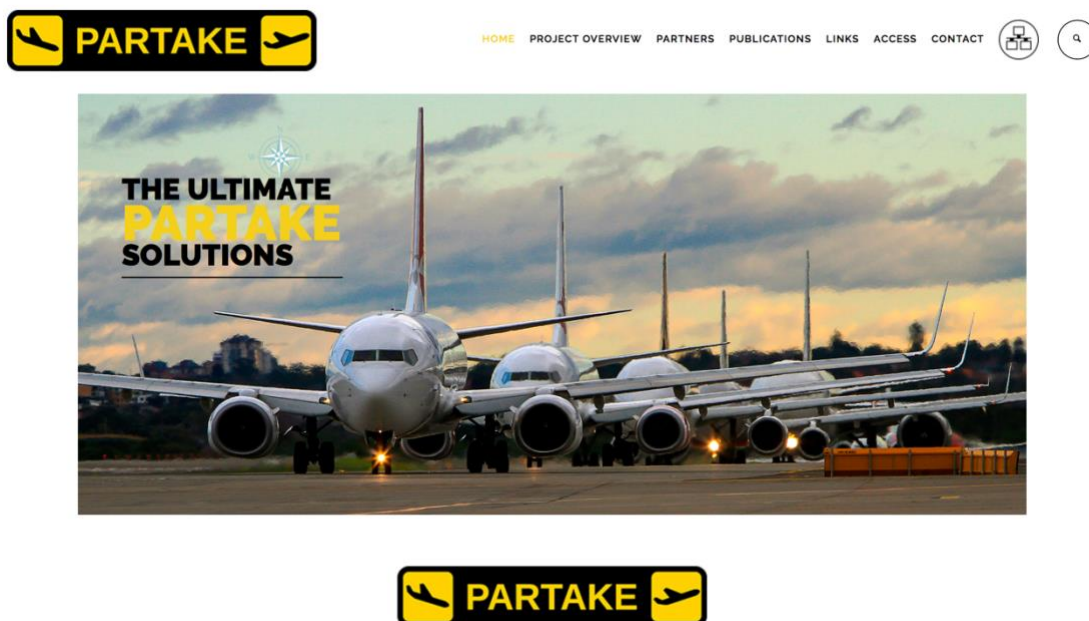 PARTAKE
HOME PROJECT OVERVIEW PARTNERS PUBLICATIONS LINKS ACCESS CONTACT
THE ULTIMATE
PARTAKE
SOLUTIONS
PARTAKE